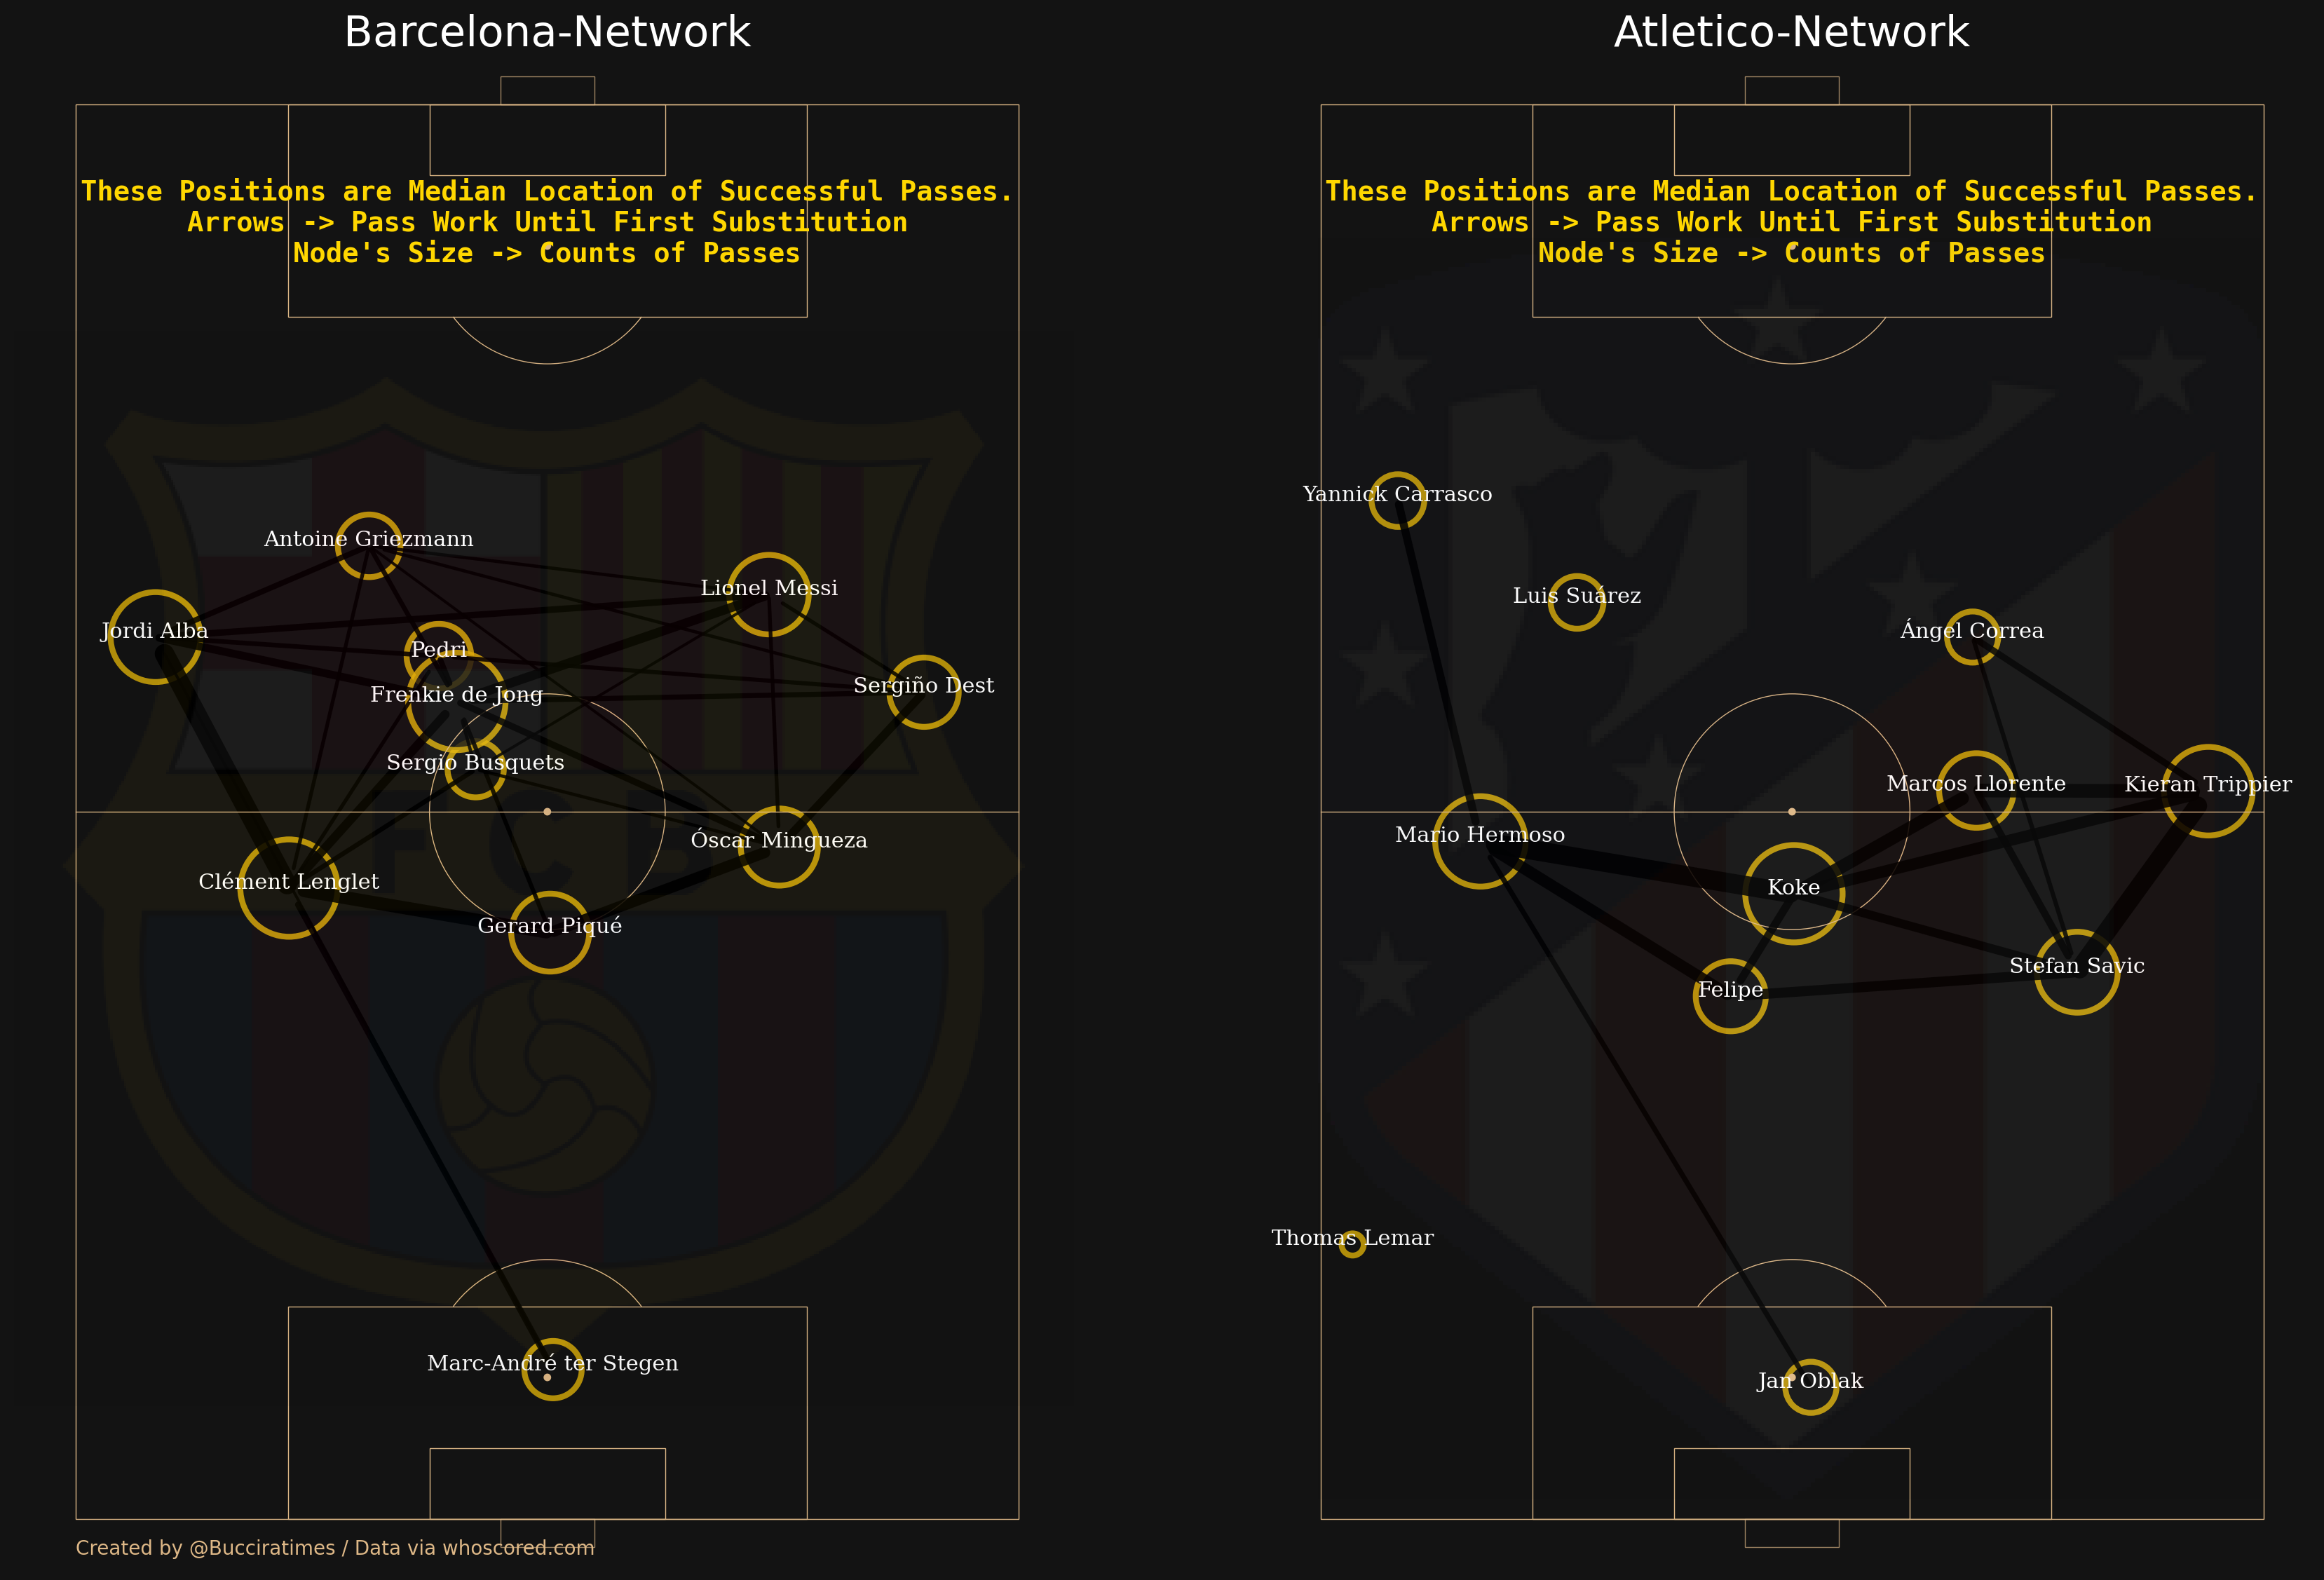 Barcelona-Network
These Positions are Median Location of Successful Passes.
Arrows -> Pass Work Until First Substitution
Node's Size -> Counts of Passes
Antoine Griezmann
Lionel Messi
Jordi Alba
Pedri
Sergiño Dest
Frenkie de Jong
Sergio Busquets
Óscar Mingueza
Clément Lenglet
Gerard Piqué
FCB
Marc-André ter Stegen
Created by @Bucciratimes / Data via whoscored.com
Atletico-Network
These Positions are Median Location of Successful Passes.
Arrows -> Pass Work Until First Substitution
Node's Size -> Counts of Passes
Yannick Carrasco
Luis Suárez
Ángel Correa
Marcos Llorente
Kieran Trippier
Mario Hermoso
Koke
Stefan Savic
Felipe
Thomas Lemar
Jan Oblak